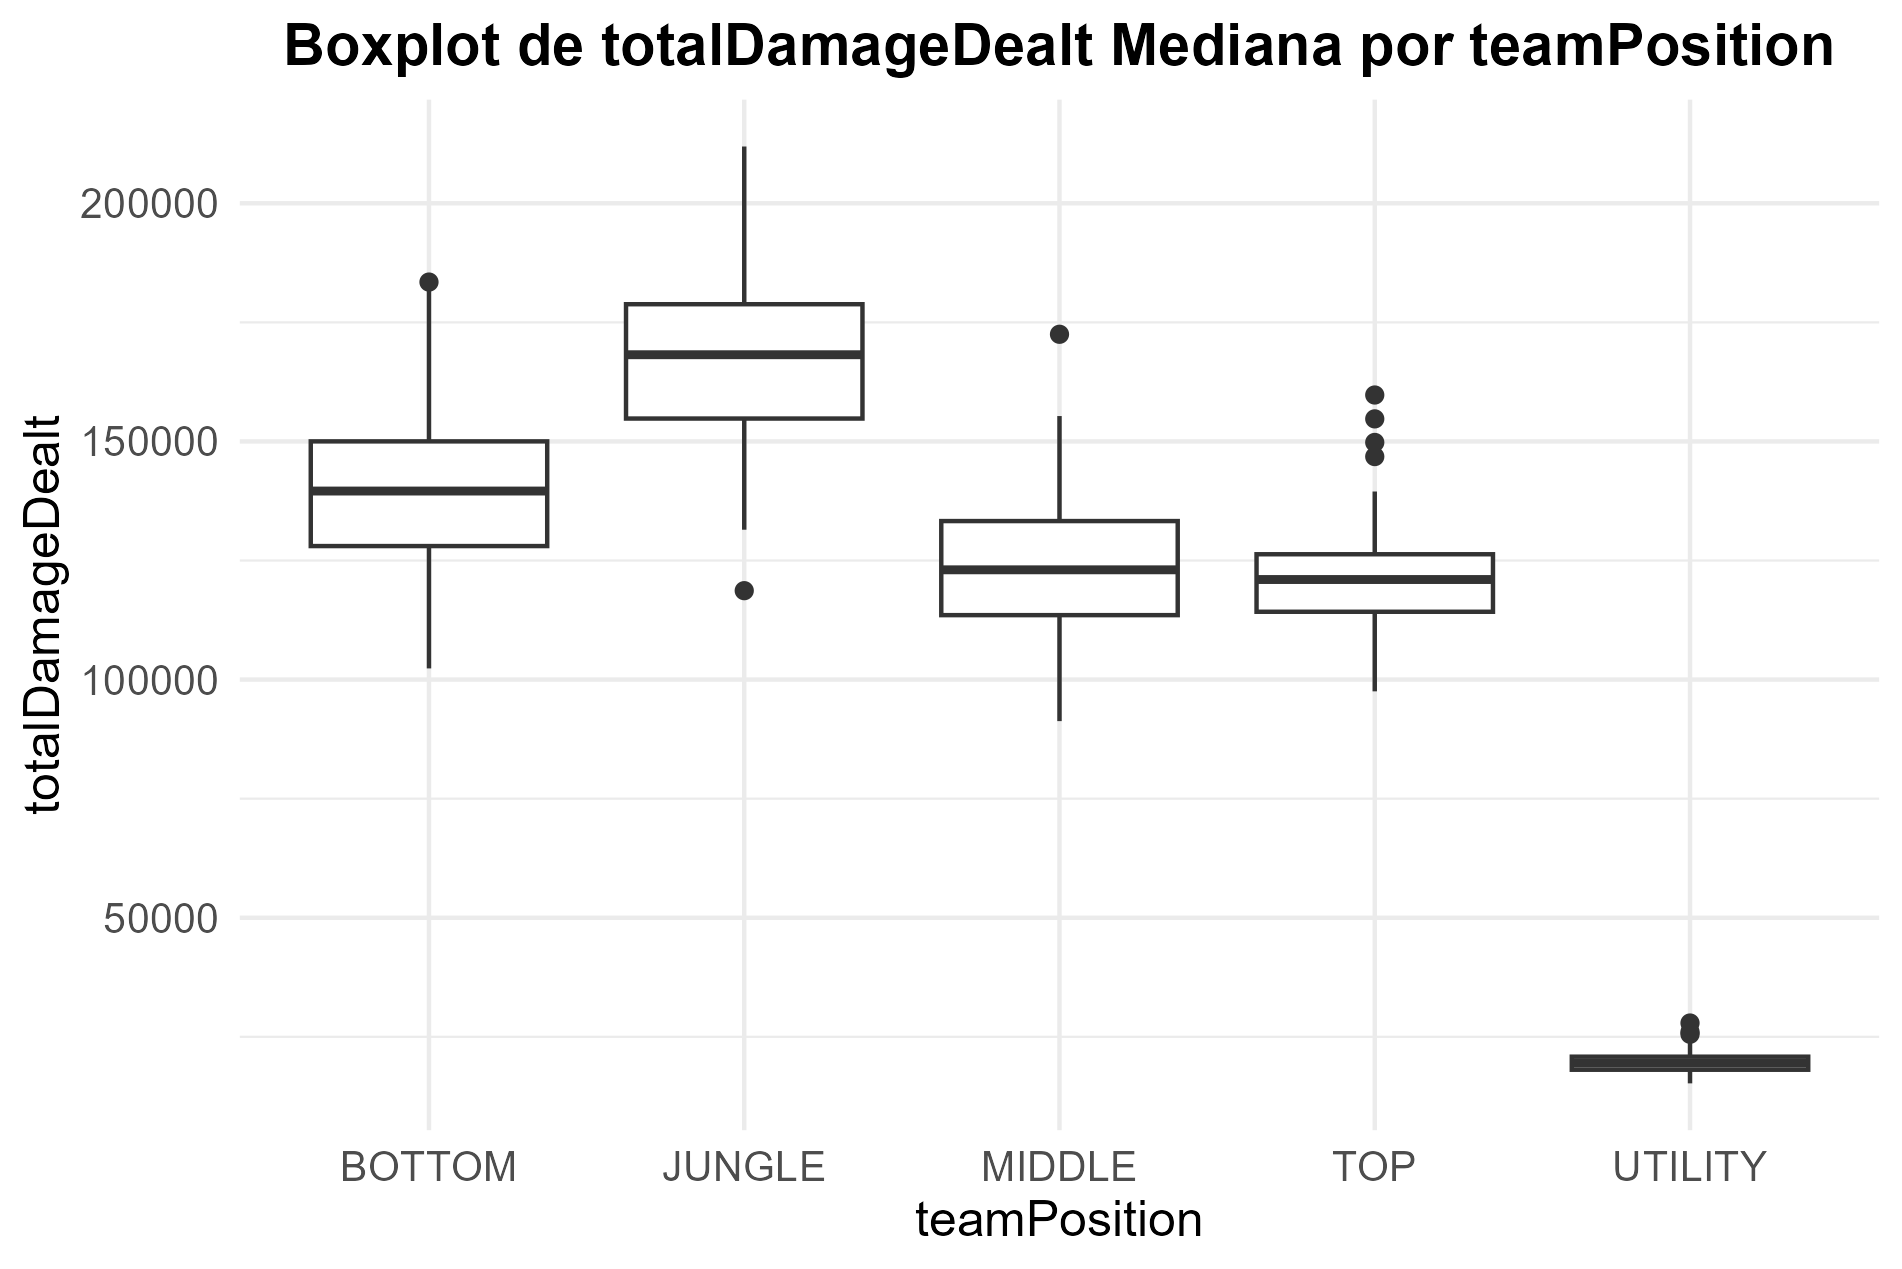 Boxplot de totalDamageDealt Mediana por teamPosition
totalDamageDealt
200000
150000
100000
50000
BOTTOM
JUNGLE
MIDDLE
TOP
UTILITY
teamPosition